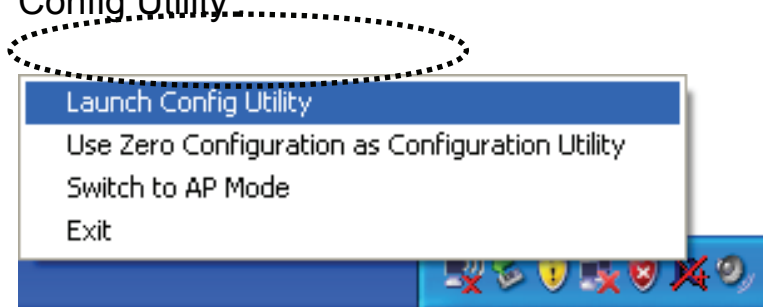 Config Utility.
Launch Config Utility
Use Zero Configuration as Configuration Utility
Switch to AP Mode
Exit